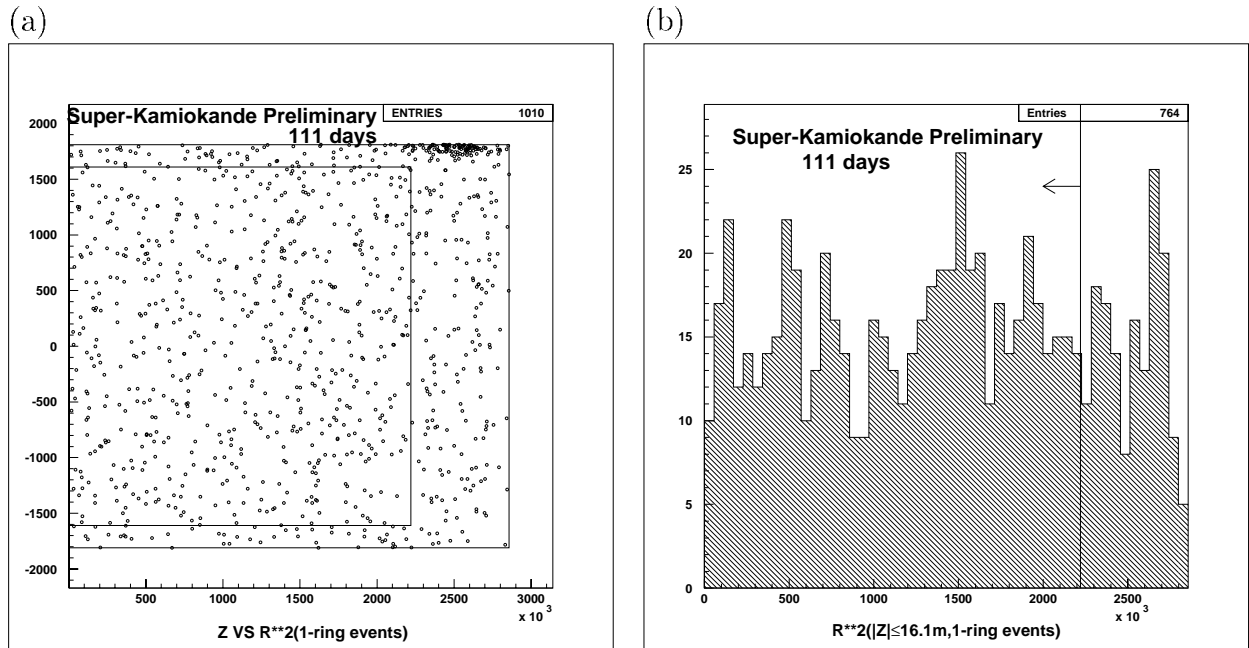 (a)
Super-Kamiokande Preliminary
111 days
ENTRIES 1010
2000
1500
1000
500
0
-500
-1000
-1500
-2000
500 1000 1500 2000 2500 3000
x 10 3
Z VS R**2(1-ring events)
(b)
Entries 764
Super-Kamiokande Preliminary
111 days
25
20
15
10
5
0
0 500 1000 1500 2000 2500
x 10 3
R**2(|Z|≤16.1m,1-ring events)